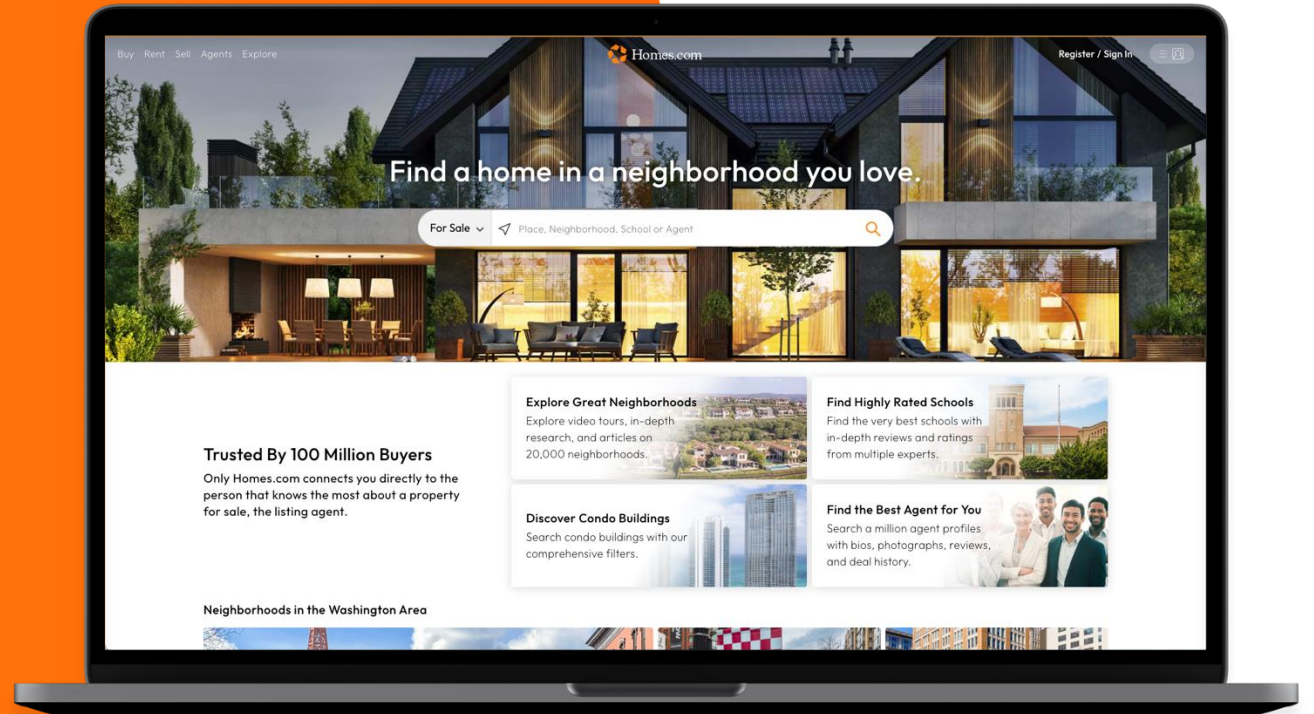 Buy Rent Sell Agents Explore
Homes.com
Register / Sign In
Find a home in a neighborhood you love.
For Sale
Place, Neighborhood, School or Agent
Trusted By 100 Million Buyers
Only Homes.com connects you directly to the
person that knows the most about a property
for sale, the listing agent.
Explore Great Neighborhoods
Explore video tours, in-depth
research, and articles on
20,000 neighborhoods.
Find Highly Rated Schools
Find the very best schools with
in-depth reviews and ratings
from multiple experts.
Discover Condo Buildings
Search condo buildings with our
comprehensive filters.
Find the Best Agent for You
Search a million agent profiles
with bios, photographs, reviews,
and deal history.
Neighborhoods in the Washington Area